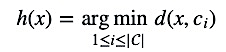 h(x) = arg min d(x, c_i)
1≤i≤|C|